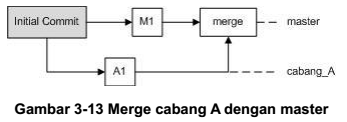 Initial Commit M1 merge master
A1 cabang_A
Gambar 3-13 Merge cabang A dengan master